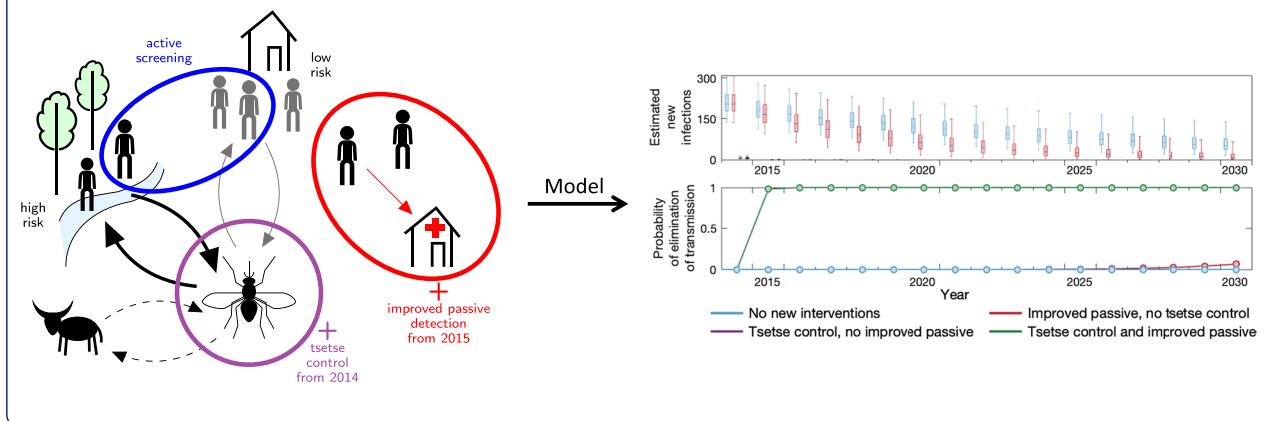 active
screening
low
risk
high
risk
+
tsetse
control
from 2014
+
improved passive
detection
from 2015
Model
Estimated
new
infections
300
150
0
2015
2020
2025
2030
Probability
of elimination
of transmission
1
0.5
0
2015
2020
2025
2030
Year
No new interventions
Improved passive, no tsetse control
Tsetse control, no improved passive
Tsetse control and improved passive